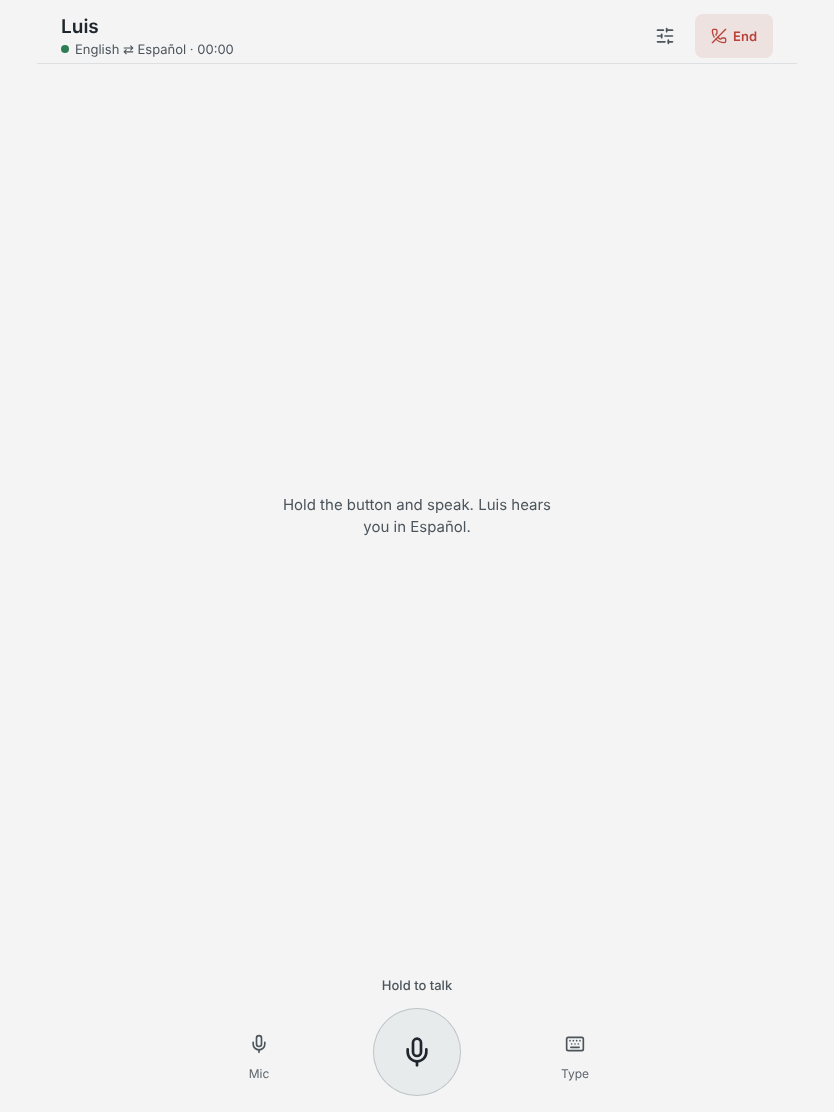 Luis
English ⇄ Español · 00:00
End
Hold the button and speak. Luis hears
you in Español.
Hold to talk
Mic
Type